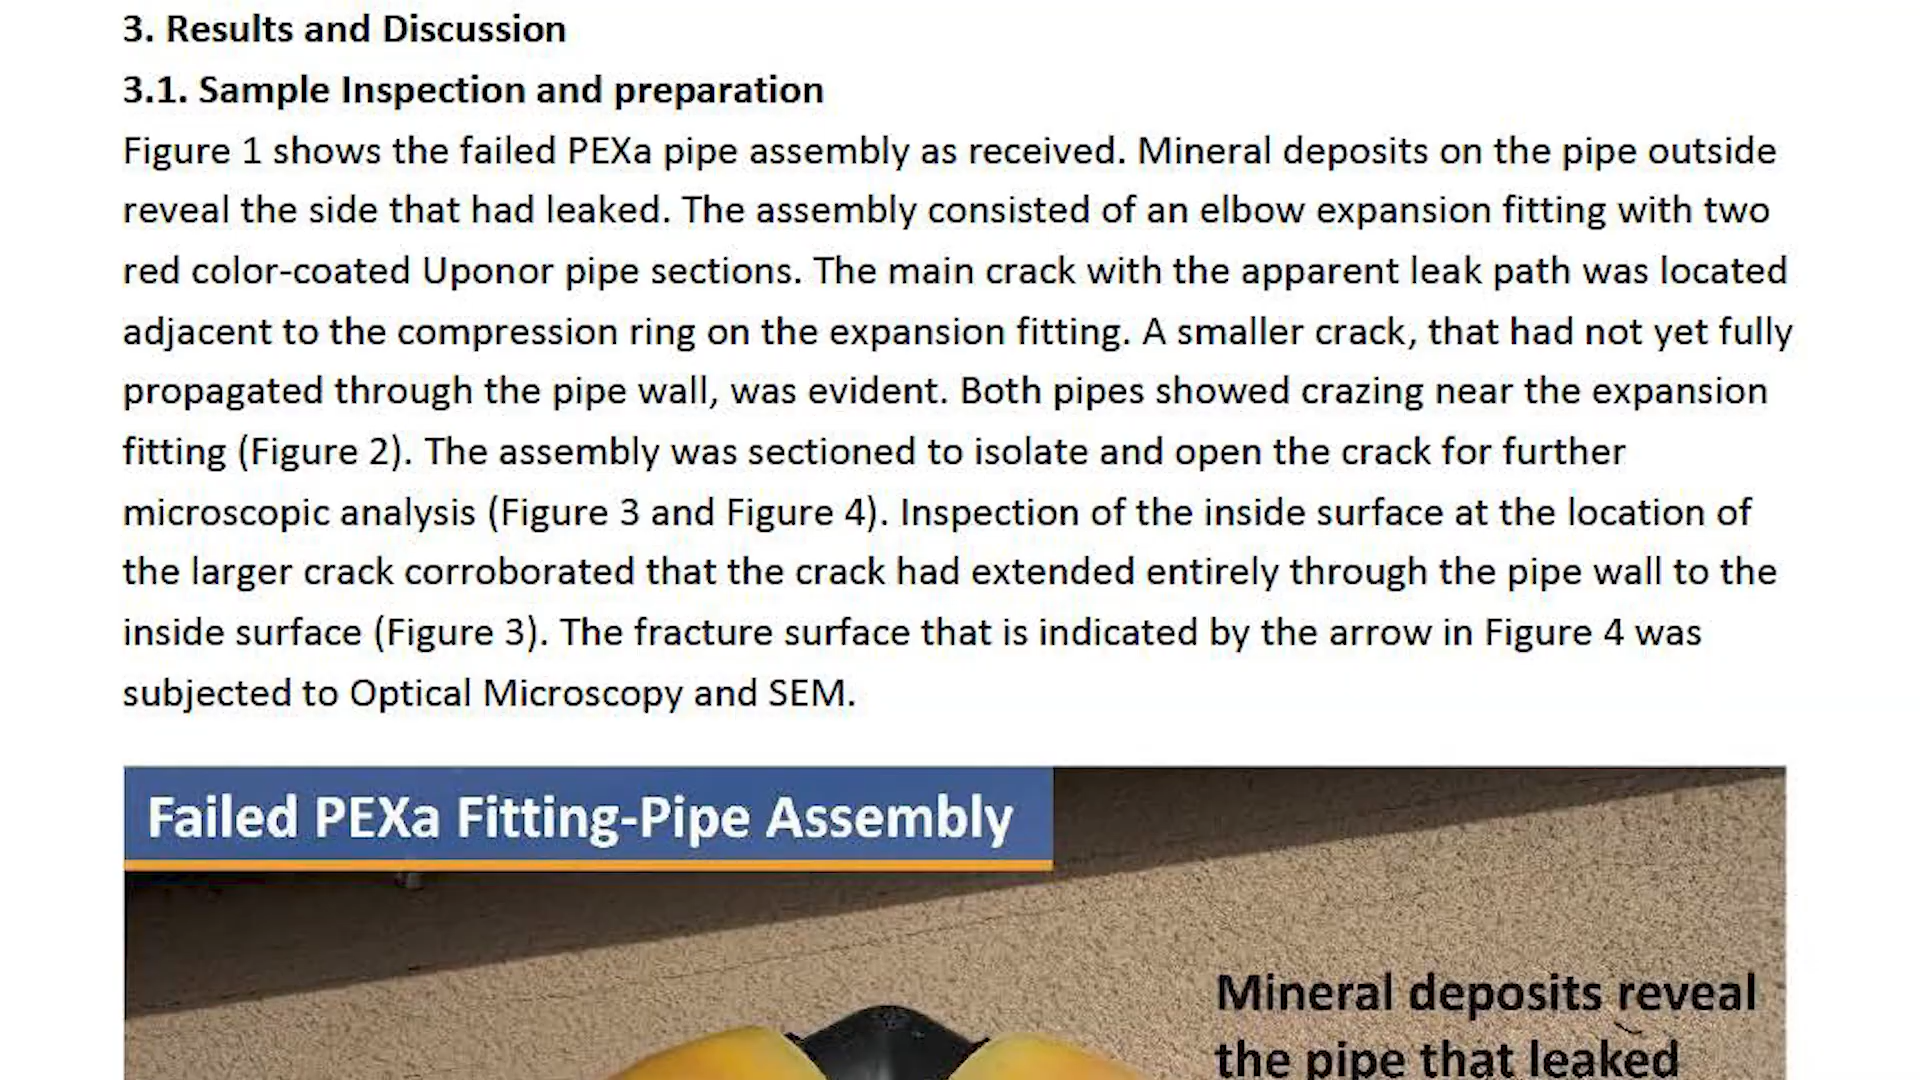 3. Results and Discussion
3.1. Sample Inspection and preparation
Figure 1 shows the failed PEXa pipe assembly as received. Mineral deposits on the pipe outside
reveal the side that had leaked. The assembly consisted of an elbow expansion fitting with two
red color-coated Uponor pipe sections. The main crack with the apparent leak path was located
adjacent to the compression ring on the expansion fitting. A smaller crack, that had not yet fully
propagated through the pipe wall, was evident. Both pipes showed crazing near the expansion
fitting (Figure 2). The assembly was sectioned to isolate and open the crack for further
microscopic analysis (Figure 3 and Figure 4). Inspection of the inside surface at the location of
the larger crack corroborated that the crack had extended entirely through the pipe wall to the
inside surface (Figure 3). The fracture surface that is indicated by the arrow in Figure 4 was
subjected to Optical Microscopy and SEM.
Failed PEXa Fitting-Pipe Assembly
Mineral deposits reveal
the pipe that leaked